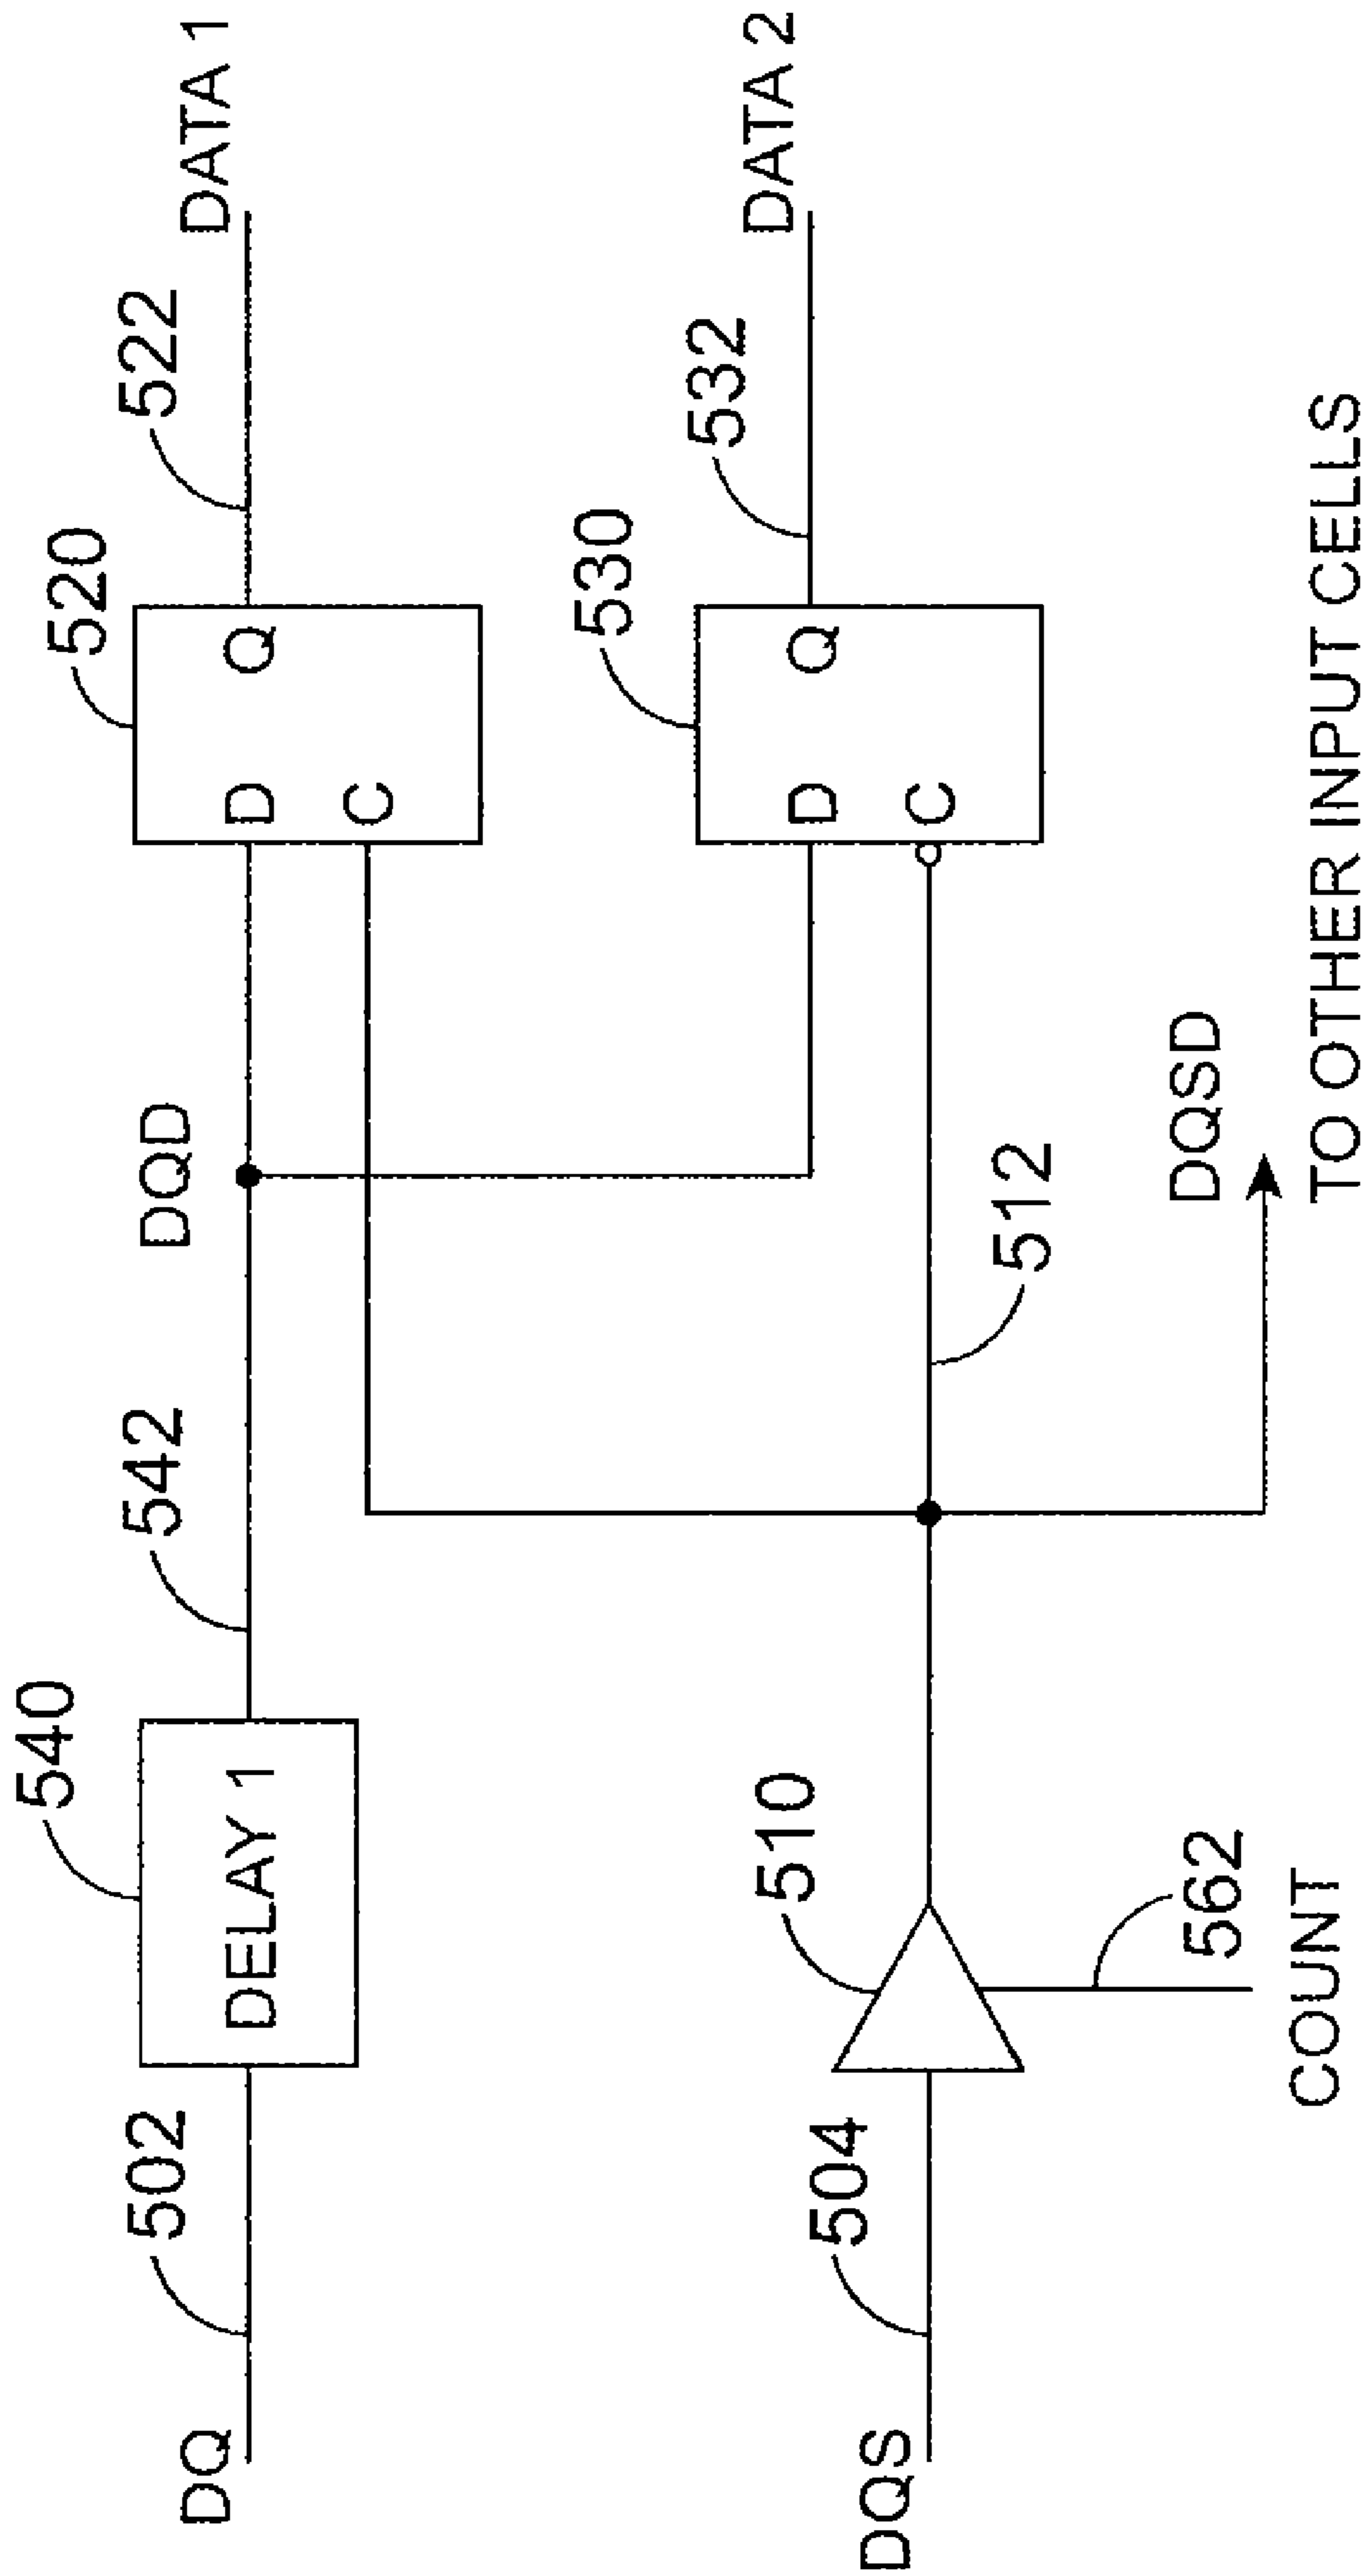 540
502
542
DQD
520
522
DATA 1
DQ
DELAY 1
D
Q
C
504
510
530
532
DATA 2
DQS
D
Q
C
562
512
COUNT
DQSD
TO OTHER INPUT CELLS